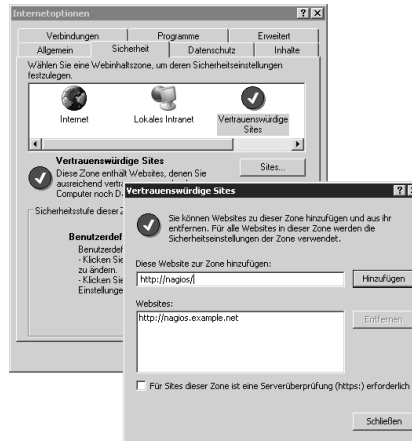 Internetoptionen
Verbindungen Programme Erweitert
Allgemein Sicherheit Datenschutz Inhalte
Wählen Sie eine Webinhaltszone, um deren Sicherheitseinstellungen
festzulegen.
Internet Lokales Intranet Vertrauenswürdige
Sites
Vertrauenswürdige Sites
Diese Zone enthält Websites, denen Sie
ausreichend vertra
Computer noch D
Sites...
Sicherheitsstufe dieser Z
Benutzerdef
Benutzerdef
- Klicken Sie
zu ändern.
- Klicken Sie
Einstellunge
Vertrauenswürdige Sites
Sie können Websites zu dieser Zone hinzufügen und aus ihr
entfernen. Für alle Websites in dieser Zone werden die
Sicherheitseinstellungen der Zone verwendet.
Diese Website zur Zone hinzufügen:
http://nagios/ Hinzufügen
Websites:
http://nagios.example.net Entfernen
Für Sites dieser Zone ist eine Serverüberprüfung (https:) erforderlich
Schließen